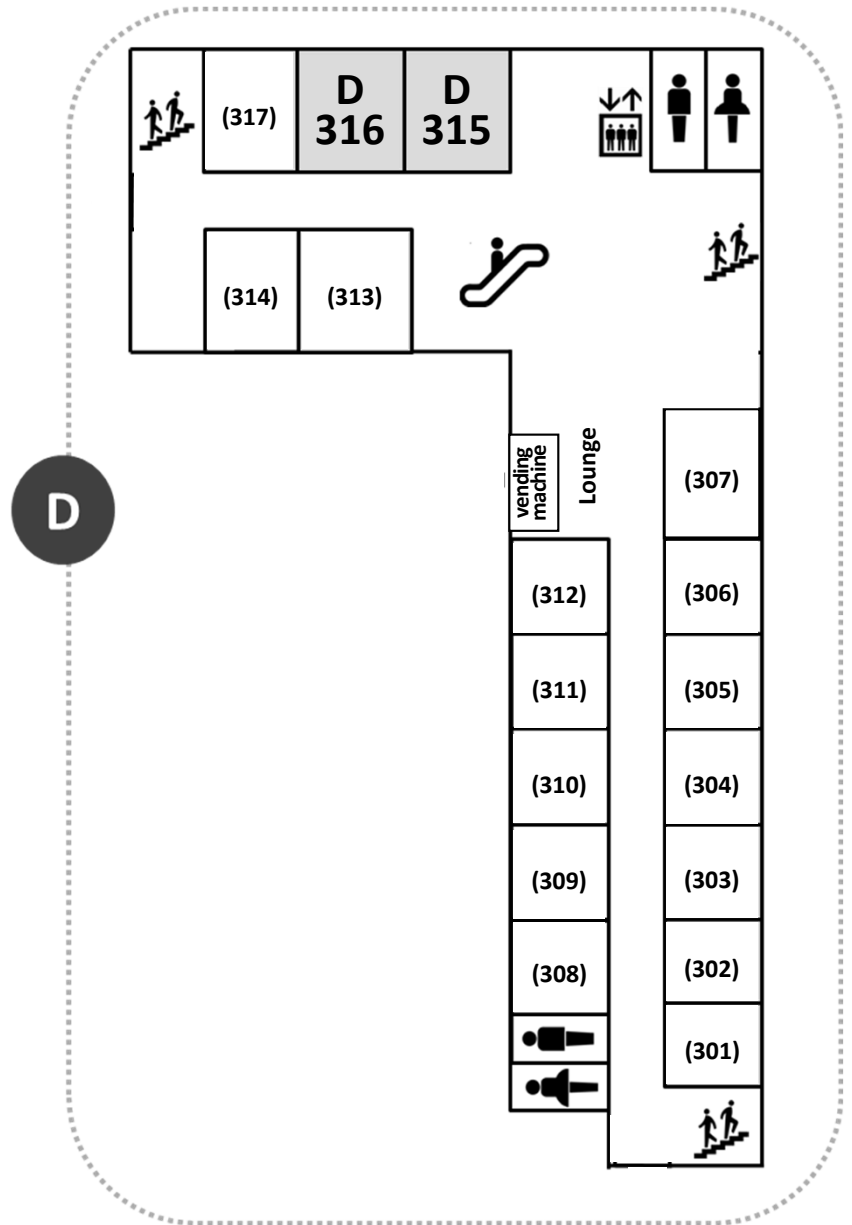 (317)
D
316
D
315
(314)
(313)
vending
machine
Lounge
(307)
D
(312)
(306)
(311)
(305)
(310)
(304)
(309)
(303)
(308)
(302)
(301)